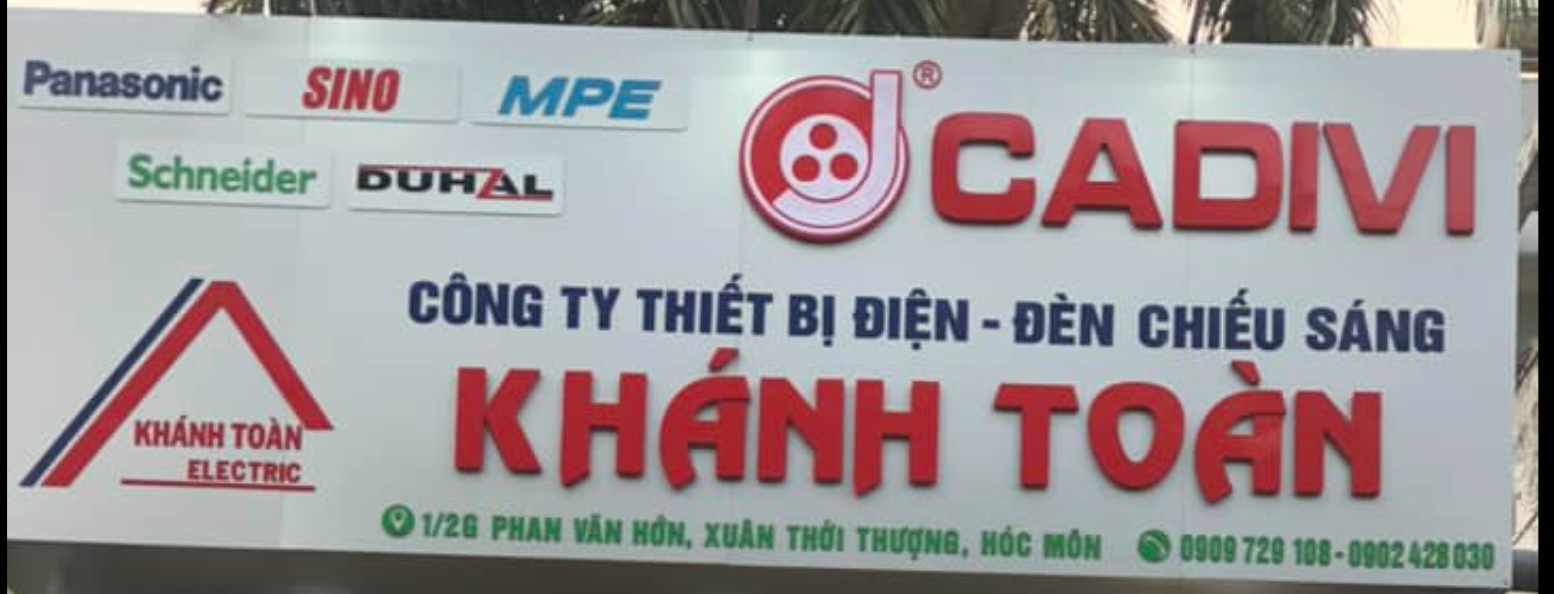 Panasonic SINO MPE
Schneider DUHAL
® CADIVI
CÔNG TY THIẾT BỊ ĐIỆN - ĐÈN CHIẾU SÁNG
KHÁNH TOÀN
KHÁNH TOÀN
ELECTRIC
1/2G PHAN VĂN HỚN, XUÂN THỚI THƯỢNG, HÓC MÔN 0909 729 108 - 0902 428 030